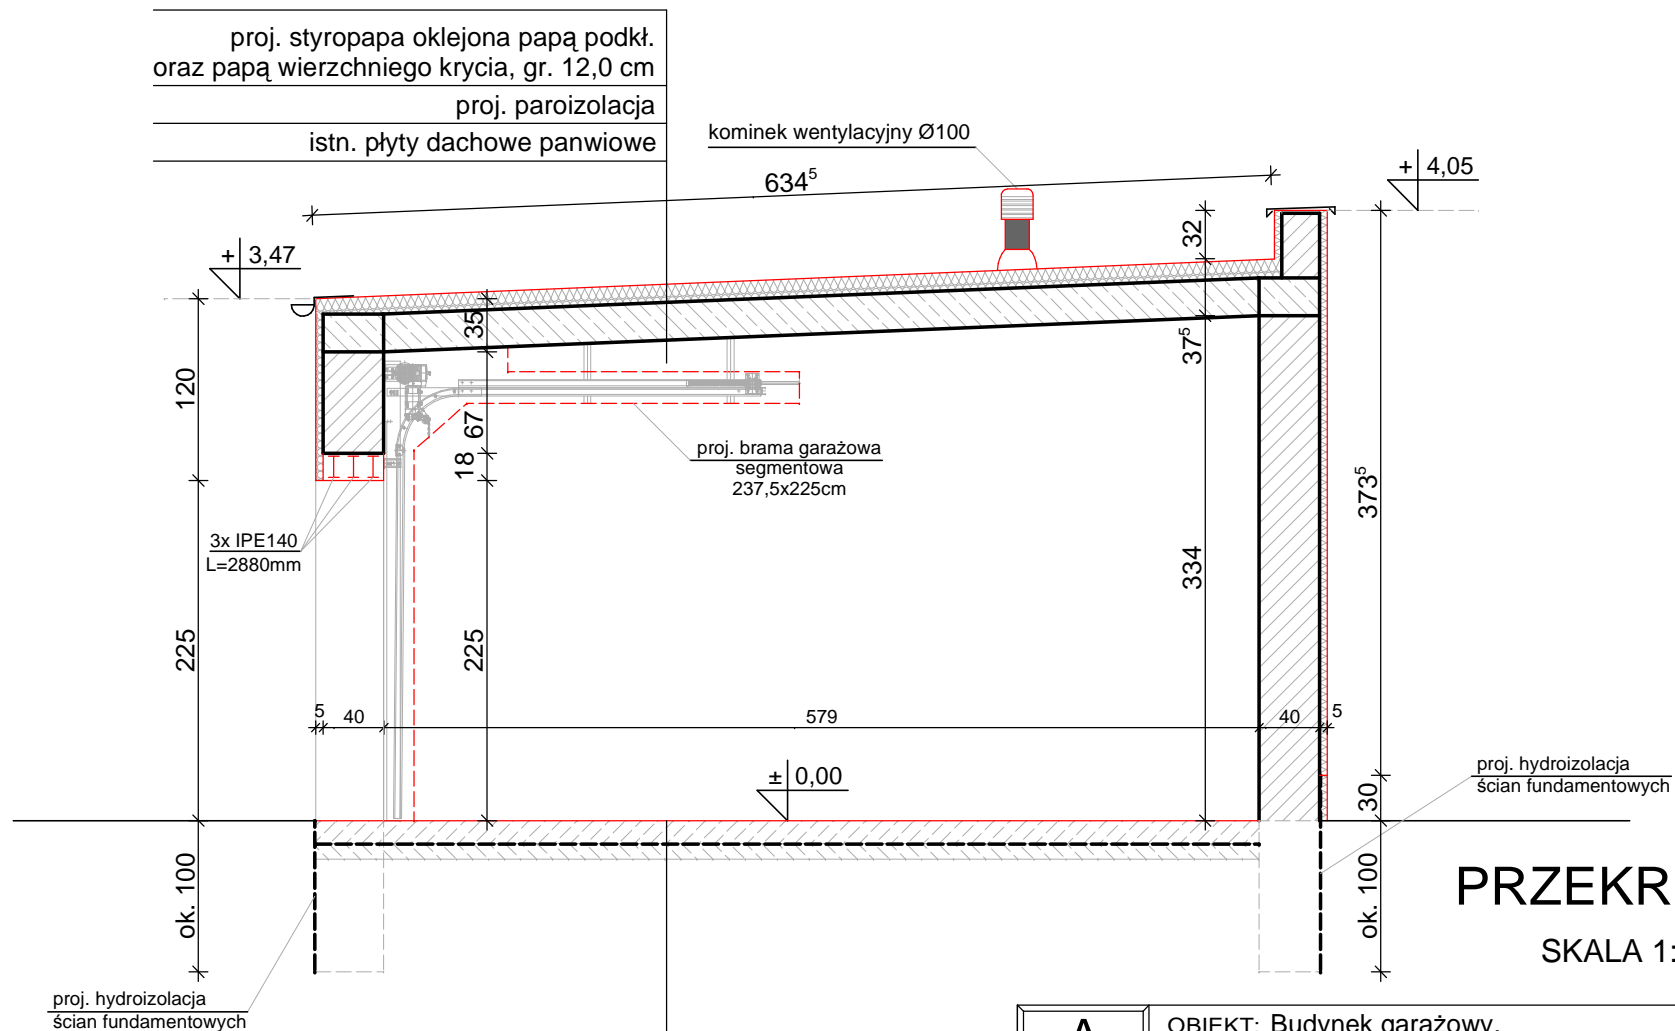 proj. styropapa oklejona papą podkł.
oraz papą wierzchniego krycia, gr. 12,0 cm
proj. paroizolacja
istn. płyty dachowe panwiowe
kominek wentylacyjny Ø100
634⁵
+ 4,05
+ 3,47
32
35
37⁵
120
67
18
proj. brama garażowa
segmentowa
237,5x225cm
373⁵
3x IPE140
L=2880mm
334
225
225
5
40
579
40
5
± 0,00
30
proj. hydroizolacja
ścian fundamentowych
ok. 100
ok. 100
PRZEKR
SKALA 1:
proj. hydroizolacja
ścian fundamentowych
A
OBIEKT: Budynek garażowy,